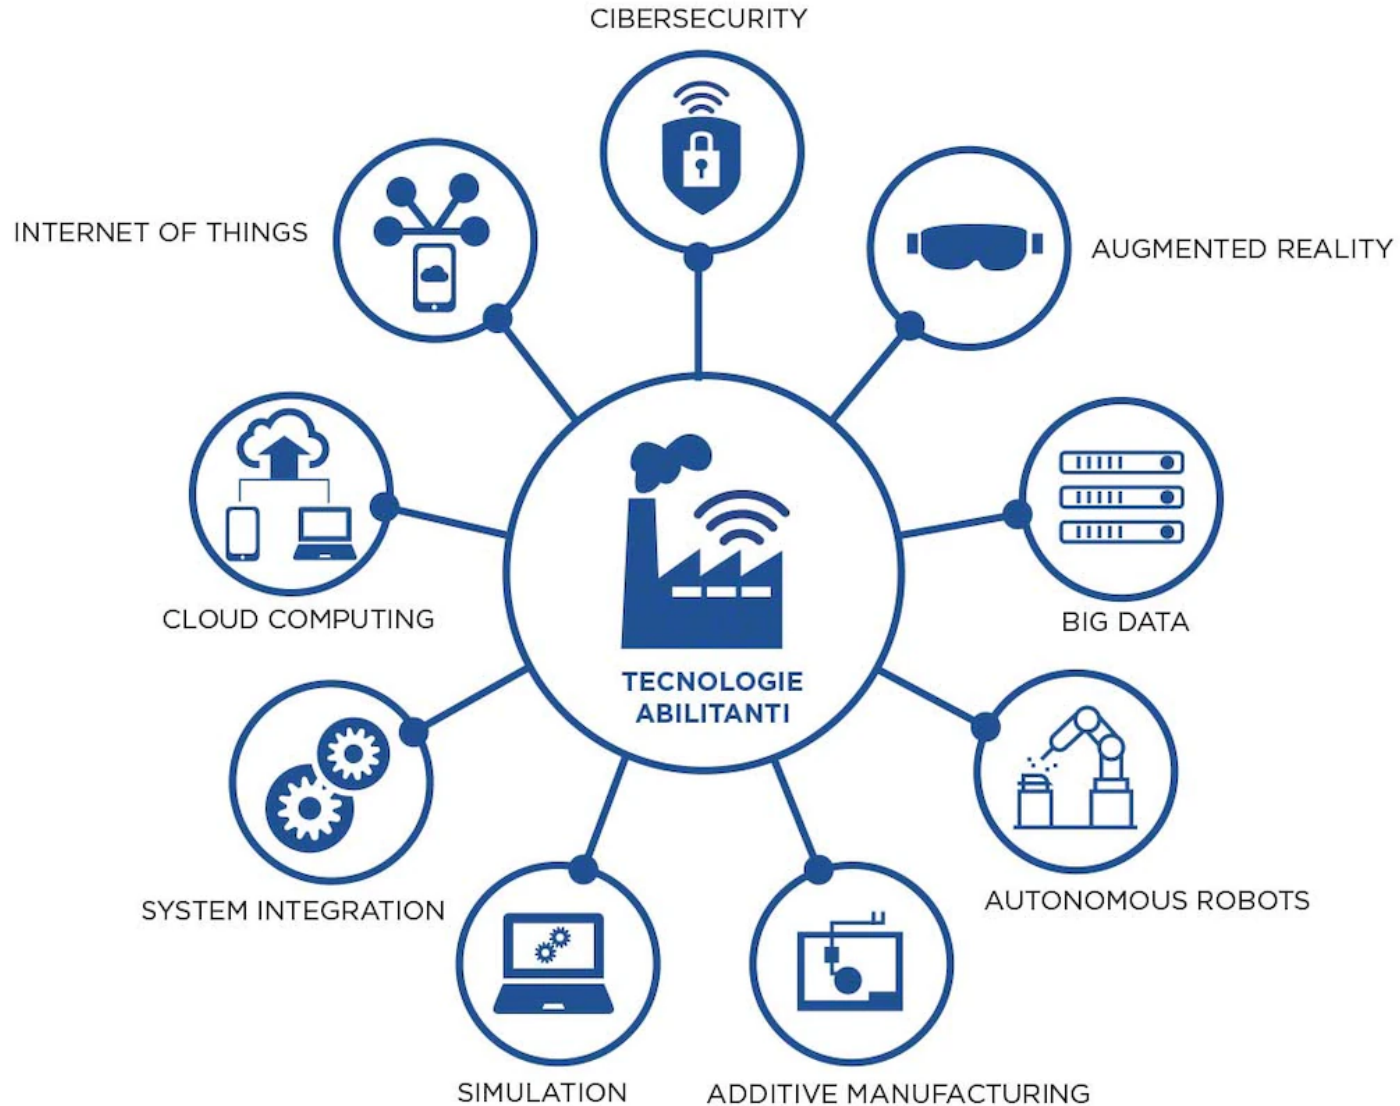 CIBERSECURITY
INTERNET OF THINGS
AUGMENTED REALITY
CLOUD COMPUTING
BIG DATA
TECNOLOGIE
ABILITANTI
SYSTEM INTEGRATION
AUTONOMOUS ROBOTS
SIMULATION
ADDITIVE MANUFACTURING